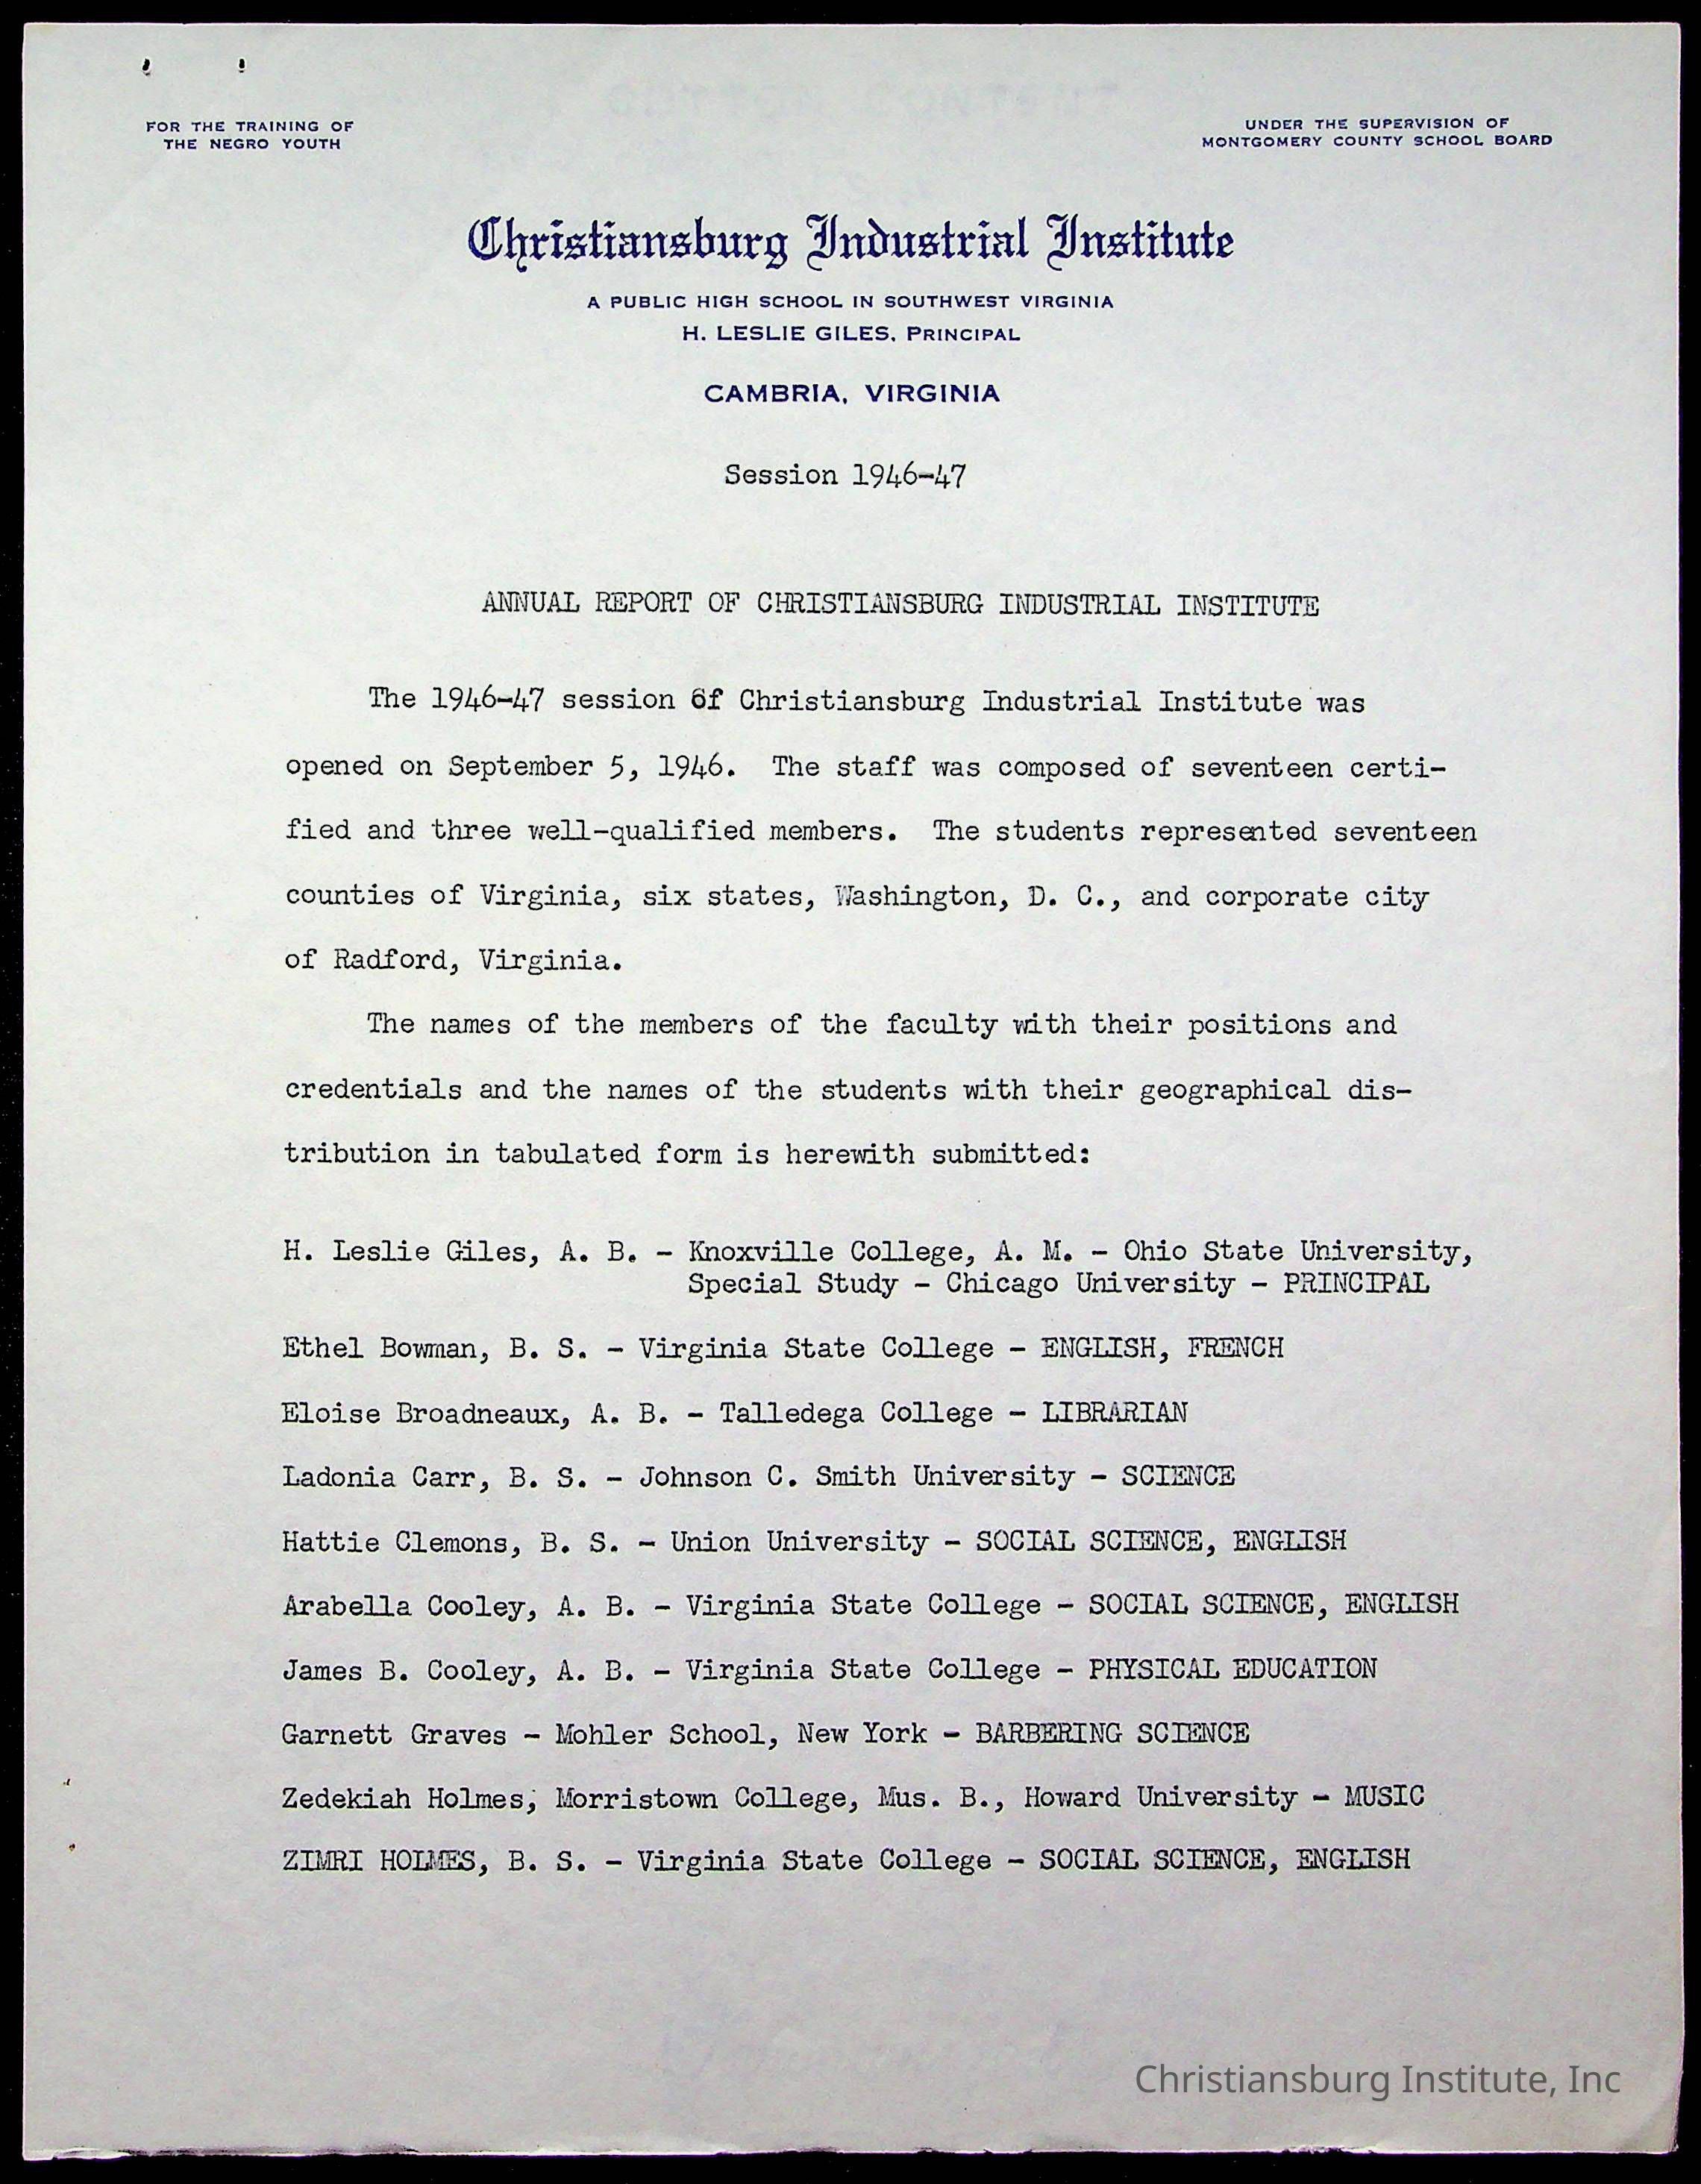 FOR THE TRAINING OF
THE NEGRO YOUTH
UNDER THE SUPERVISION OF
MONTGOMERY COUNTY SCHOOL BOARD
Christiansburg Industrial Institute
A PUBLIC HIGH SCHOOL IN SOUTHWEST VIRGINIA
H. LESLIE GILES, PRINCIPAL
CAMBRIA, VIRGINIA
Session 1946-47
ANNUAL REPORT OF CHRISTIANSBURG INDUSTRIAL INSTITUTE
The 1946-47 session of Christiansburg Industrial Institute was
opened on September 5, 1946. The staff was composed of seventeen certi-
fied and three well-qualified members. The students represented seventeen
counties of Virginia, six states, Washington, D. C., and corporate city
of Radford, Virginia.
The names of the members of the faculty with their positions and
credentials and the names of the students with their geographical dis-
tribution in tabulated form is herewith submitted:
H. Leslie Giles, A. B. - Knoxville College, A. M. - Ohio State University,
Special Study - Chicago University - PRINCIPAL
Ethel Bowman, B. S. - Virginia State College - ENGLISH, FRENCH
Eloise Broadneaux, A. B. - Talledega College - LIBRARIAN
Ladonia Carr, B. S. - Johnson C. Smith University - SCIENCE
Hattie Clemons, B. S. - Union University - SOCIAL SCIENCE, ENGLISH
Arabella Cooley, A. B. - Virginia State College - SOCIAL SCIENCE, ENGLISH
James B. Cooley, A. B. - Virginia State College - PHYSICAL EDUCATION
Garnett Graves - Mohler School, New York - BARBERING SCIENCE
Zedekiah Holmes; Morristown College, Mus. B., Howard University - MUSIC
ZIMRI HOLMES, B. S. - Virginia State College - SOCIAL SCIENCE, ENGLISH
Christiansburg Institute, Inc